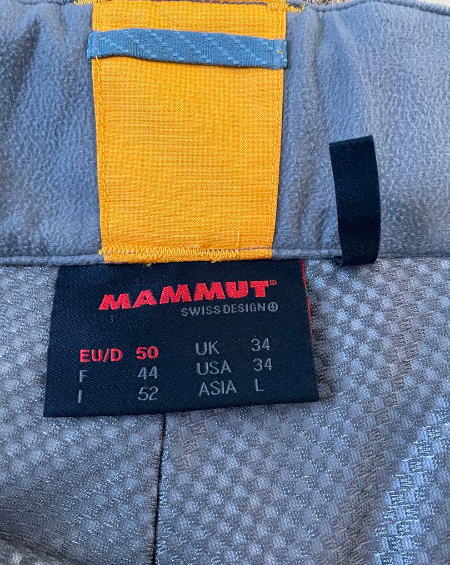 MAMMUT®
SWISS DESIGN
EU/D 50 UK 34
F 44 USA 34
I 52 ASIA L